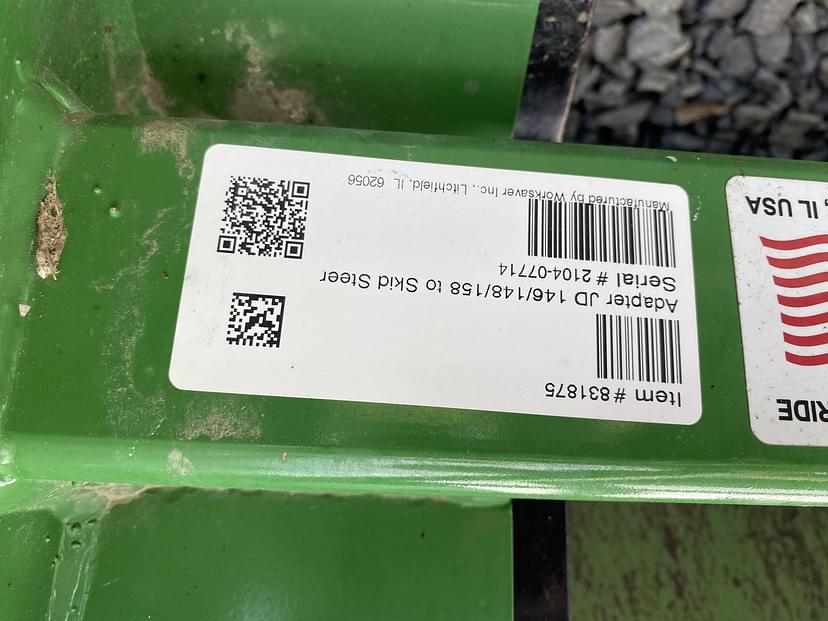 Item # 831875
Adapter JD 146/148/158 to Skid Steer
Serial # 2104-07714
Manufactured by Worksaver Inc., Litchfield, IL 62056
RIDE
, IL USA